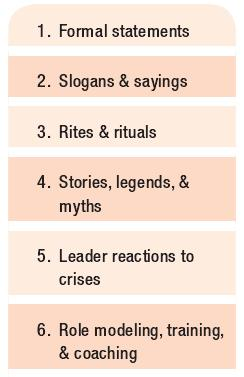 1. Formal statements
2. Slogans & sayings
3. Rites & rituals
4. Stories, legends, &
myths
5. Leader reactions to
crises
6. Role modeling, training,
& coaching